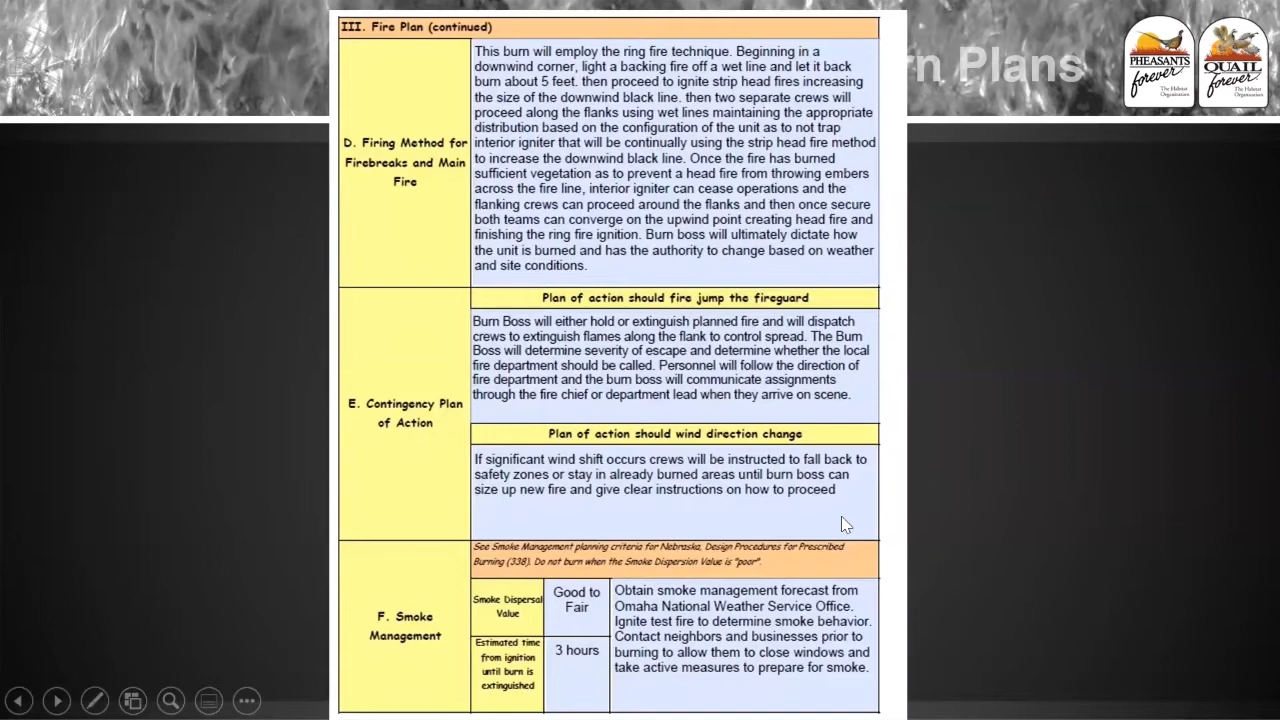 III. Fire Plan (continued)
rn Plans
PHEASANTS
forever
The Habitat
Organization
QUAIL
forever
The Habitat
Organization
D. Firing Method for
Firebreaks and Main
Fire
This burn will employ the ring fire technique. Beginning in a
downwind corner, light a backing fire off a wet line and let it back
burn about 5 feet. then proceed to ignite strip head fires increasing
the size of the downwind black line. then two separate crews will
proceed along the flanks using wet lines maintaining the appropriate
distribution based on the configuration of the unit as to not trap
interior igniter that will be continually using the strip head fire method
to increase the downwind black line. Once the fire has burned
sufficient vegetation as to prevent a head fire from throwing embers
across the fire line, interior igniter can cease operations and the
flanking crews can proceed around the flanks and then once secure
both teams can converge on the upwind point creating head fire and
finishing the ring fire ignition. Burn boss will ultimately dictate how
the unit is burned and has the authority to change based on weather
and site conditions.
E. Contingency Plan
of Action
Plan of action should fire jump the fireguard
Burn Boss will either hold or extinguish planned fire and will dispatch
crews to extinguish flames along the flank to control spread. The Burn
Boss will determine severity of escape and determine whether the local
fire department should be called. Personnel will follow the direction of
fire department and the burn boss will communicate assignments
through the fire chief or department lead when they arrive on scene.
Plan of action should wind direction change
If significant wind shift occurs crews will be instructed to fall back to
safety zones or stay in already burned areas until burn boss can
size up new fire and give clear instructions on how to proceed
F. Smoke
Management
See Smoke Management planning criteria for Nebraska, Design Procedures for Prescribed
Burning (338). Do not burn when the Smoke Dispersion Value is "poor".
Smoke Dispersal
Value
Good to
Fair
Estimated time
from ignition
until burn is
extinguished
3 hours
Obtain smoke management forecast from
Omaha National Weather Service Office.
Ignite test fire to determine smoke behavior.
Contact neighbors and businesses prior to
burning to allow them to close windows and
take active measures to prepare for smoke.